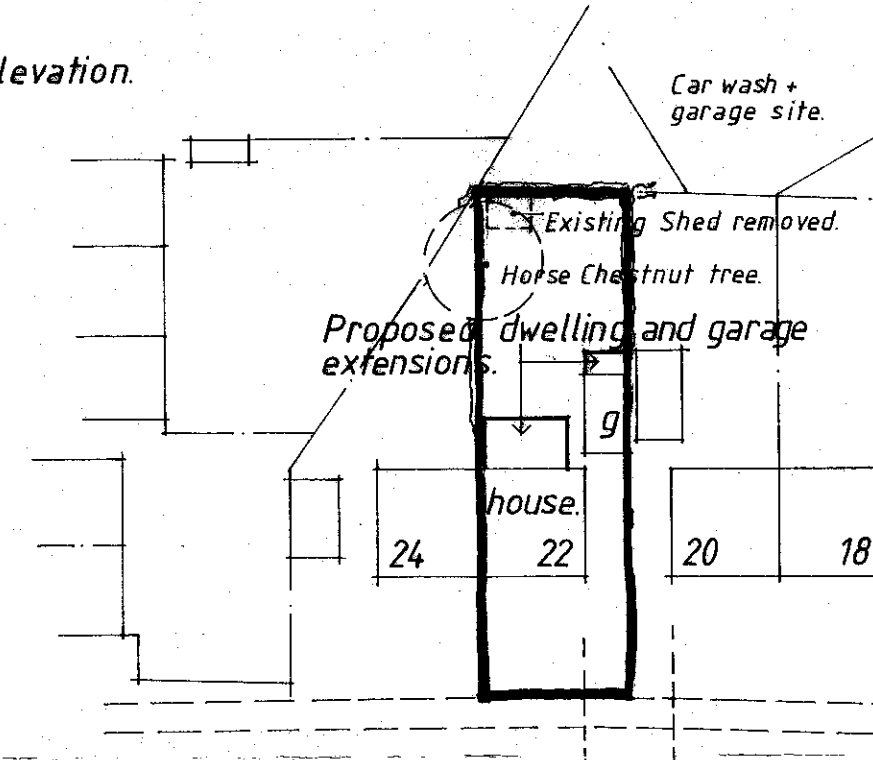 levation.
Car wash +
garage site.
Existing Shed removed.
Horse Chestnut tree.
Proposed dwelling and garage
extensions.
g
house.
24 22 20 18